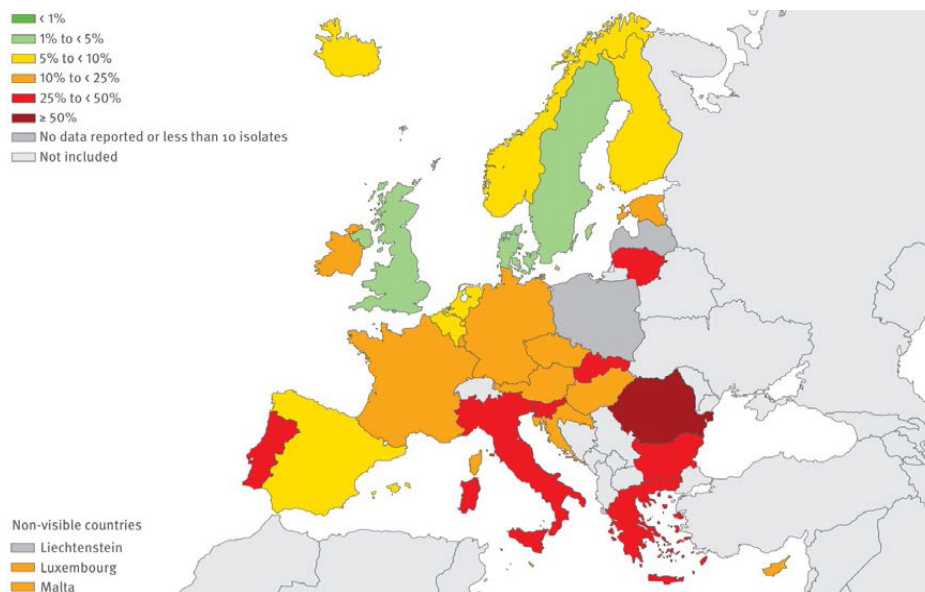 < 1%
1% to < 5%
5% to < 10%
10% to < 25%
25% to < 50%
≥ 50%
No data reported or less than 10 isolates
Not included
Non-visible countries
Liechtenstein
Luxembourg
Malta